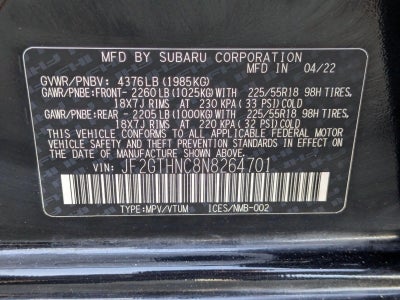 MFD BY SUBARU CORPORATION
MADE IN 04/22
GVWR/PNBV: 4376LB (1985KG)
GAWR/PNBE:FRONT- 2260LB (1025KG) WITH 225/55R18 98H TIRES,
18X7J RIMS AT 230 KPA (33 PSI) COLD
GAWR/PNBE:REAR - 2205LB (1000KG) WITH 225/55R18 98H TIRES,
18X7J RIMS AT 220 KPA (32 PSI) COLD
THIS VEHICLE CONFORMS TO ALL APPLICABLE FEDERAL MOTOR
VEHICLE SAFETY, THEFT PREVENTION STANDARDS IN EFFECT
ON THE DATE OF MANUFACTURE SHOWN ABOVE.
VIN: JF2GTHNC8N8264701
TYPE:MPV/VTUM ICES/NMB-002